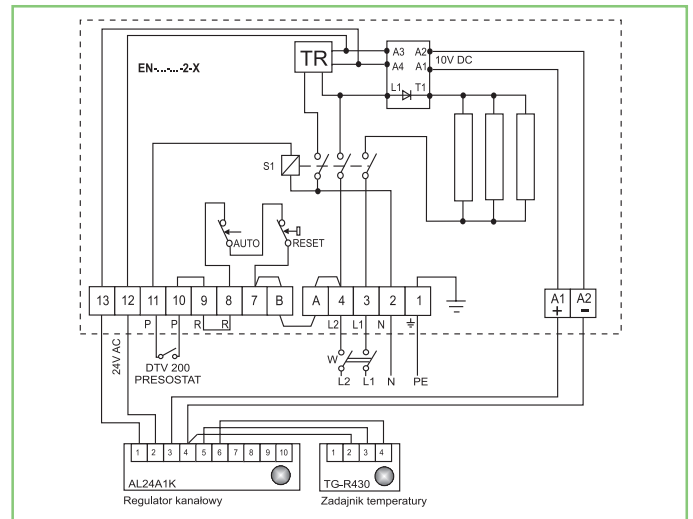 EN-...-...-2-X
TR
A3 A2
A4 A1
10V DC
L1 T1
S1
AUTO
RESET
13 12 11 10 9 8 7 B
A 4 3 2 1
A1 A2
+ -
P P R R
L2 L1 N
24V AC
DTV 200
PRESOSTAT
W
L2 L1 N PE
1 2 3 4 5 6 7 8 9 10
AL24A1K
Regulator kanałowy
1 2 3 4
TG-R430
Zadajnik temperatury